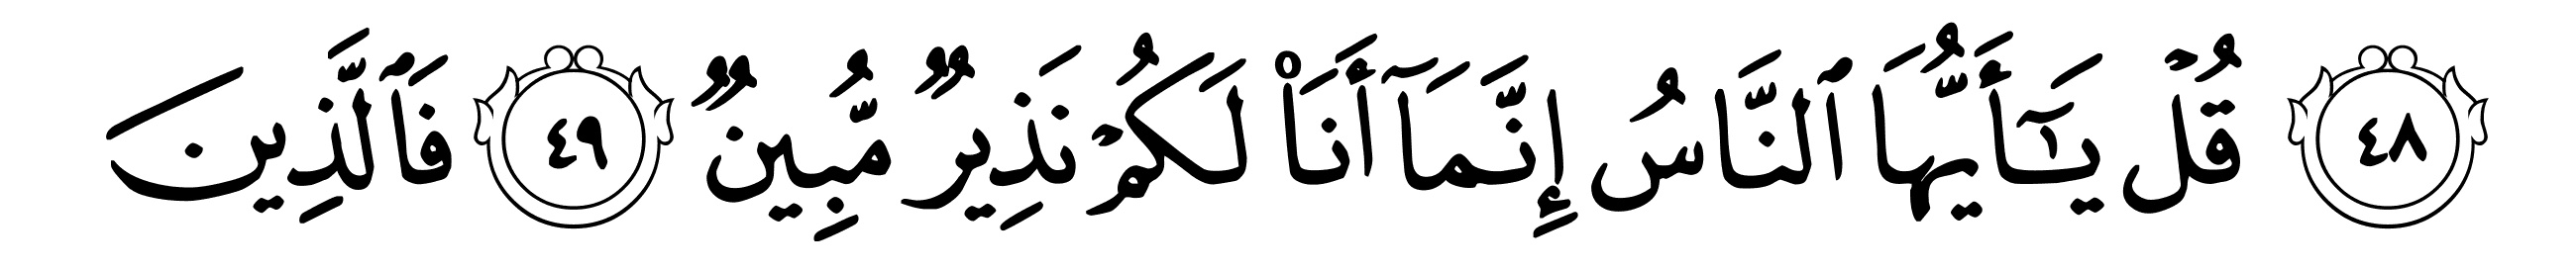 ٤٨ قُلْ يَـٰٓأَيُّهَا ٱلنَّاسُ إِنَّمَآ أَنَا۠ لَكُمْ نَذِيرٌ مُّبِينٌ ٤٩ فَٱلَّذِينَ